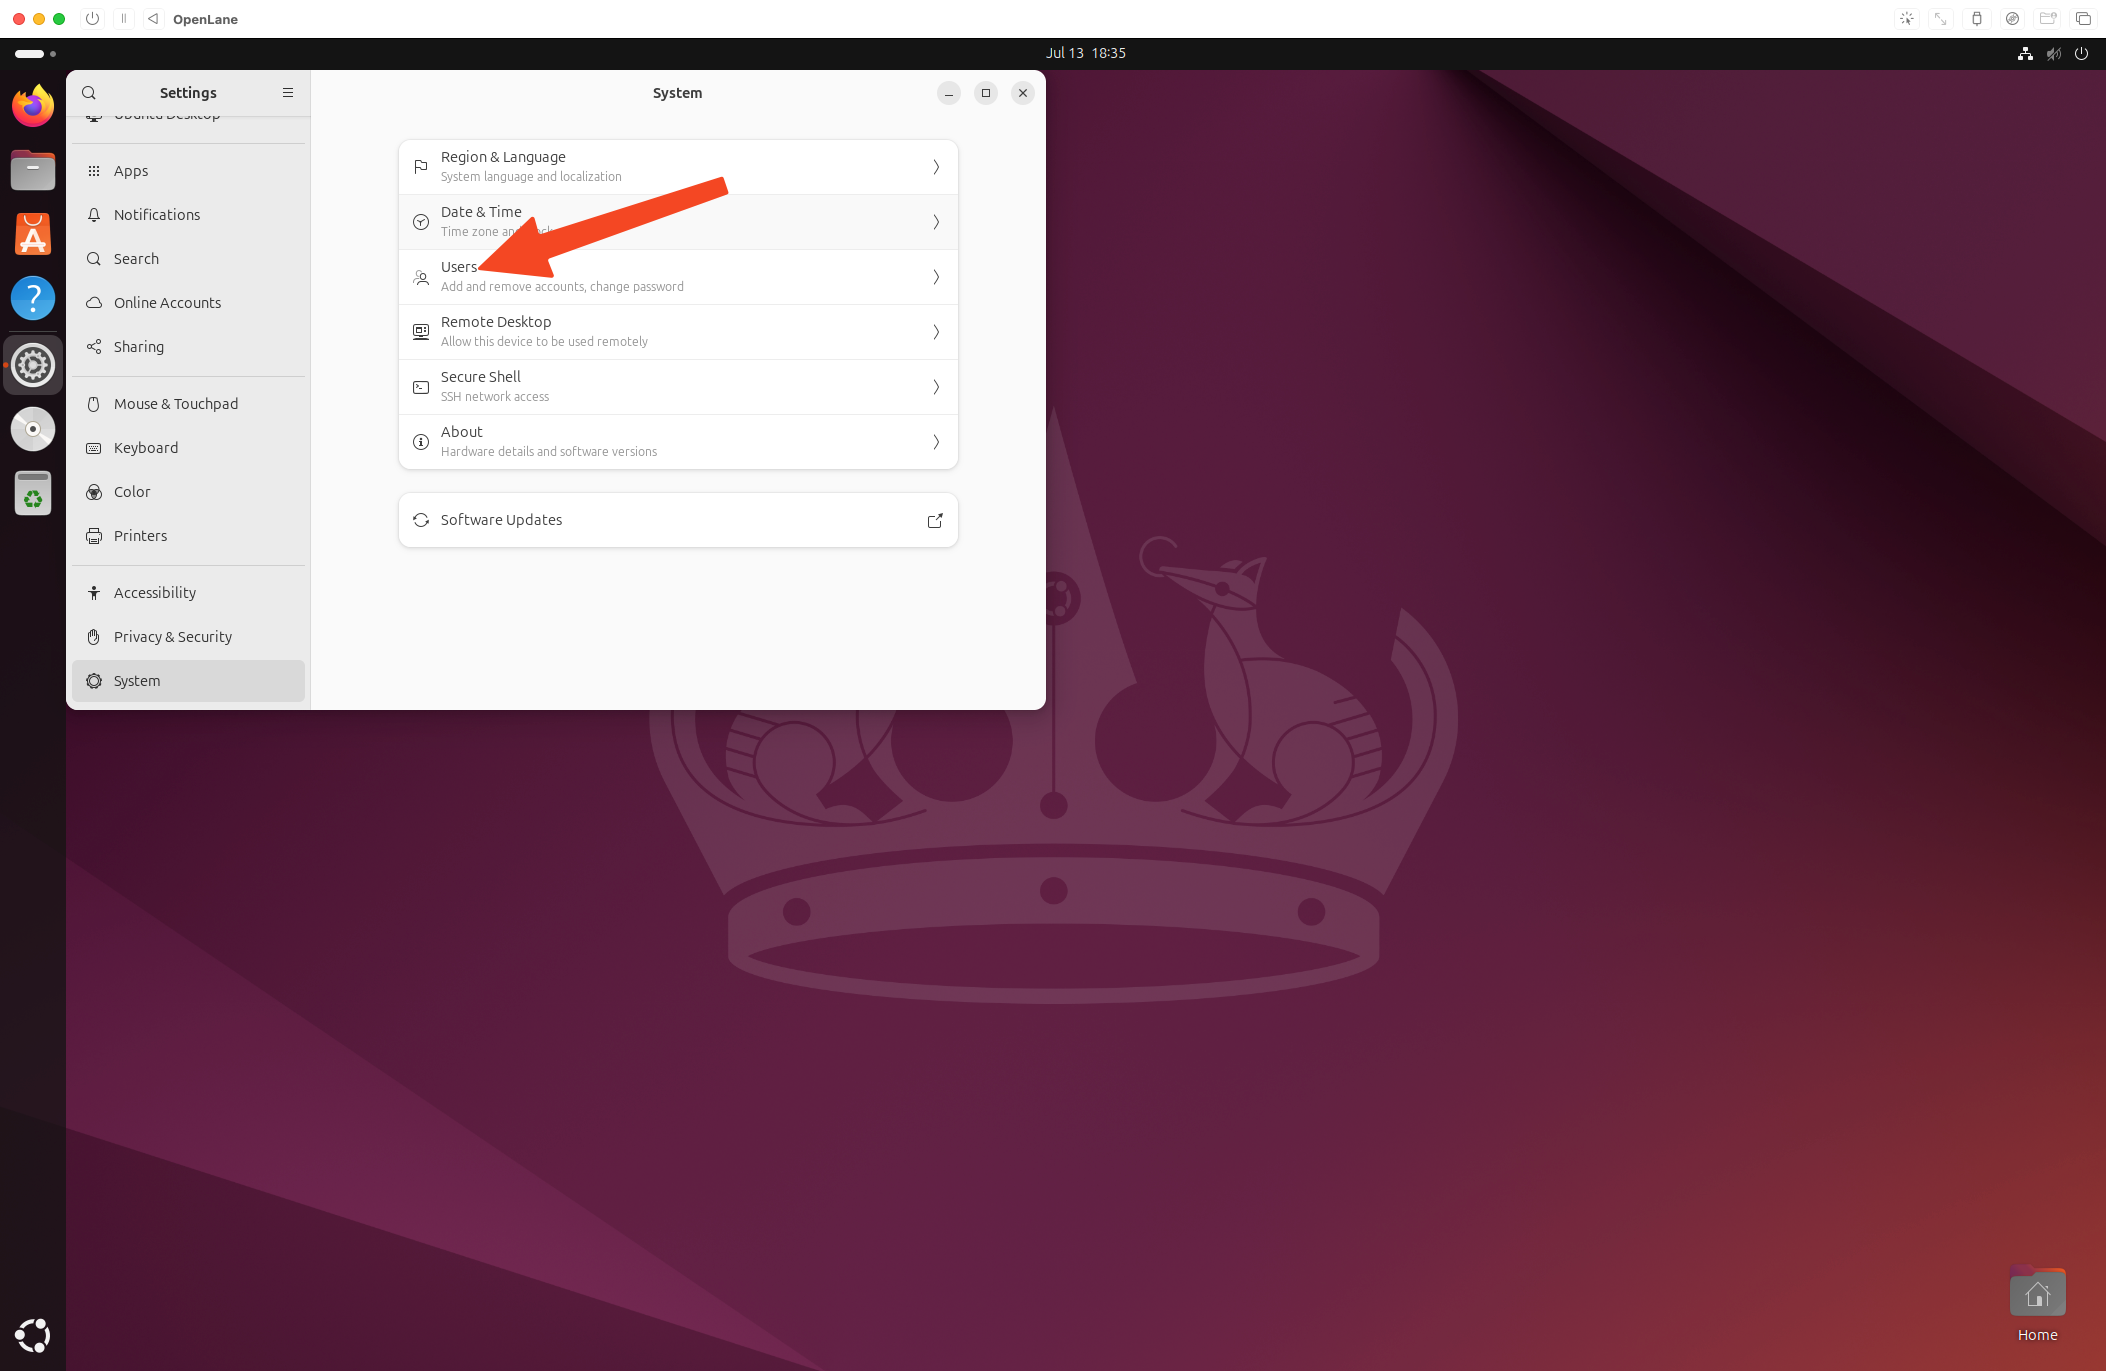 OpenLane
Jul 13 18:35
Settings
System
Ubuntu Desktop
Apps
Notifications
Search
Online Accounts
Sharing
Mouse & Touchpad
Keyboard
Color
Printers
Accessibility
Privacy & Security
System
Region & Language
System language and localization
Date & Time
Time zone
Users
Add and remove accounts, change password
Remote Desktop
Allow this device to be used remotely
Secure Shell
SSH network access
About
Hardware details and software versions
Software Updates
Home